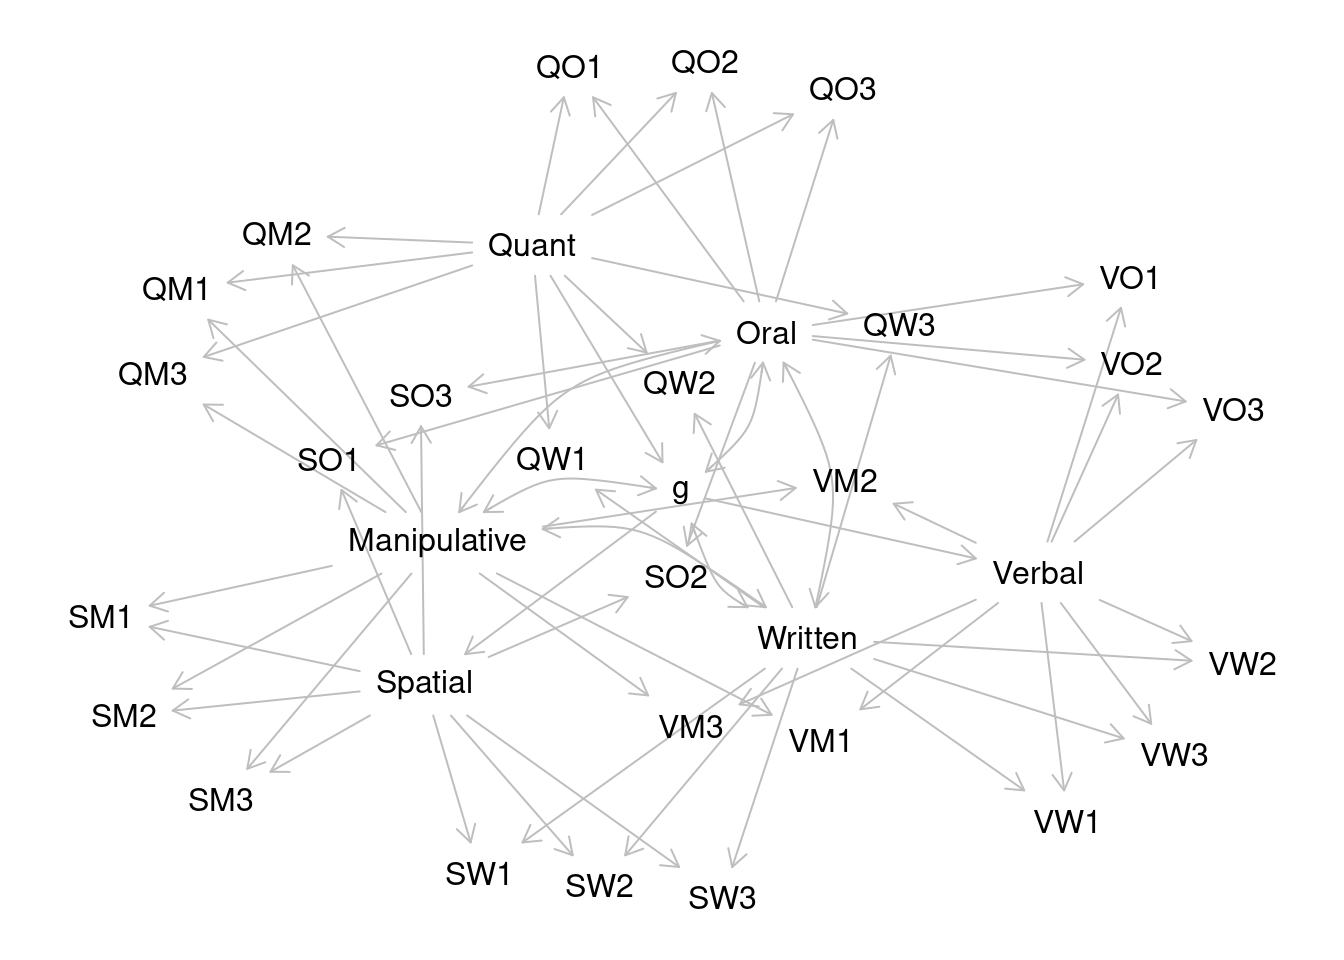 QO1
QO2
QO3
QM2
Quant
QM1
VO1
QW3
Oral
VO2
QM3
QW2
SO3
VO3
SO1
QW1
g
VM2
Manipulative
SO2
Verbal
SM1
Written
VW2
Spatial
SM2
VM3
VM1
VW3
SM3
VW1
SW1
SW2
SW3